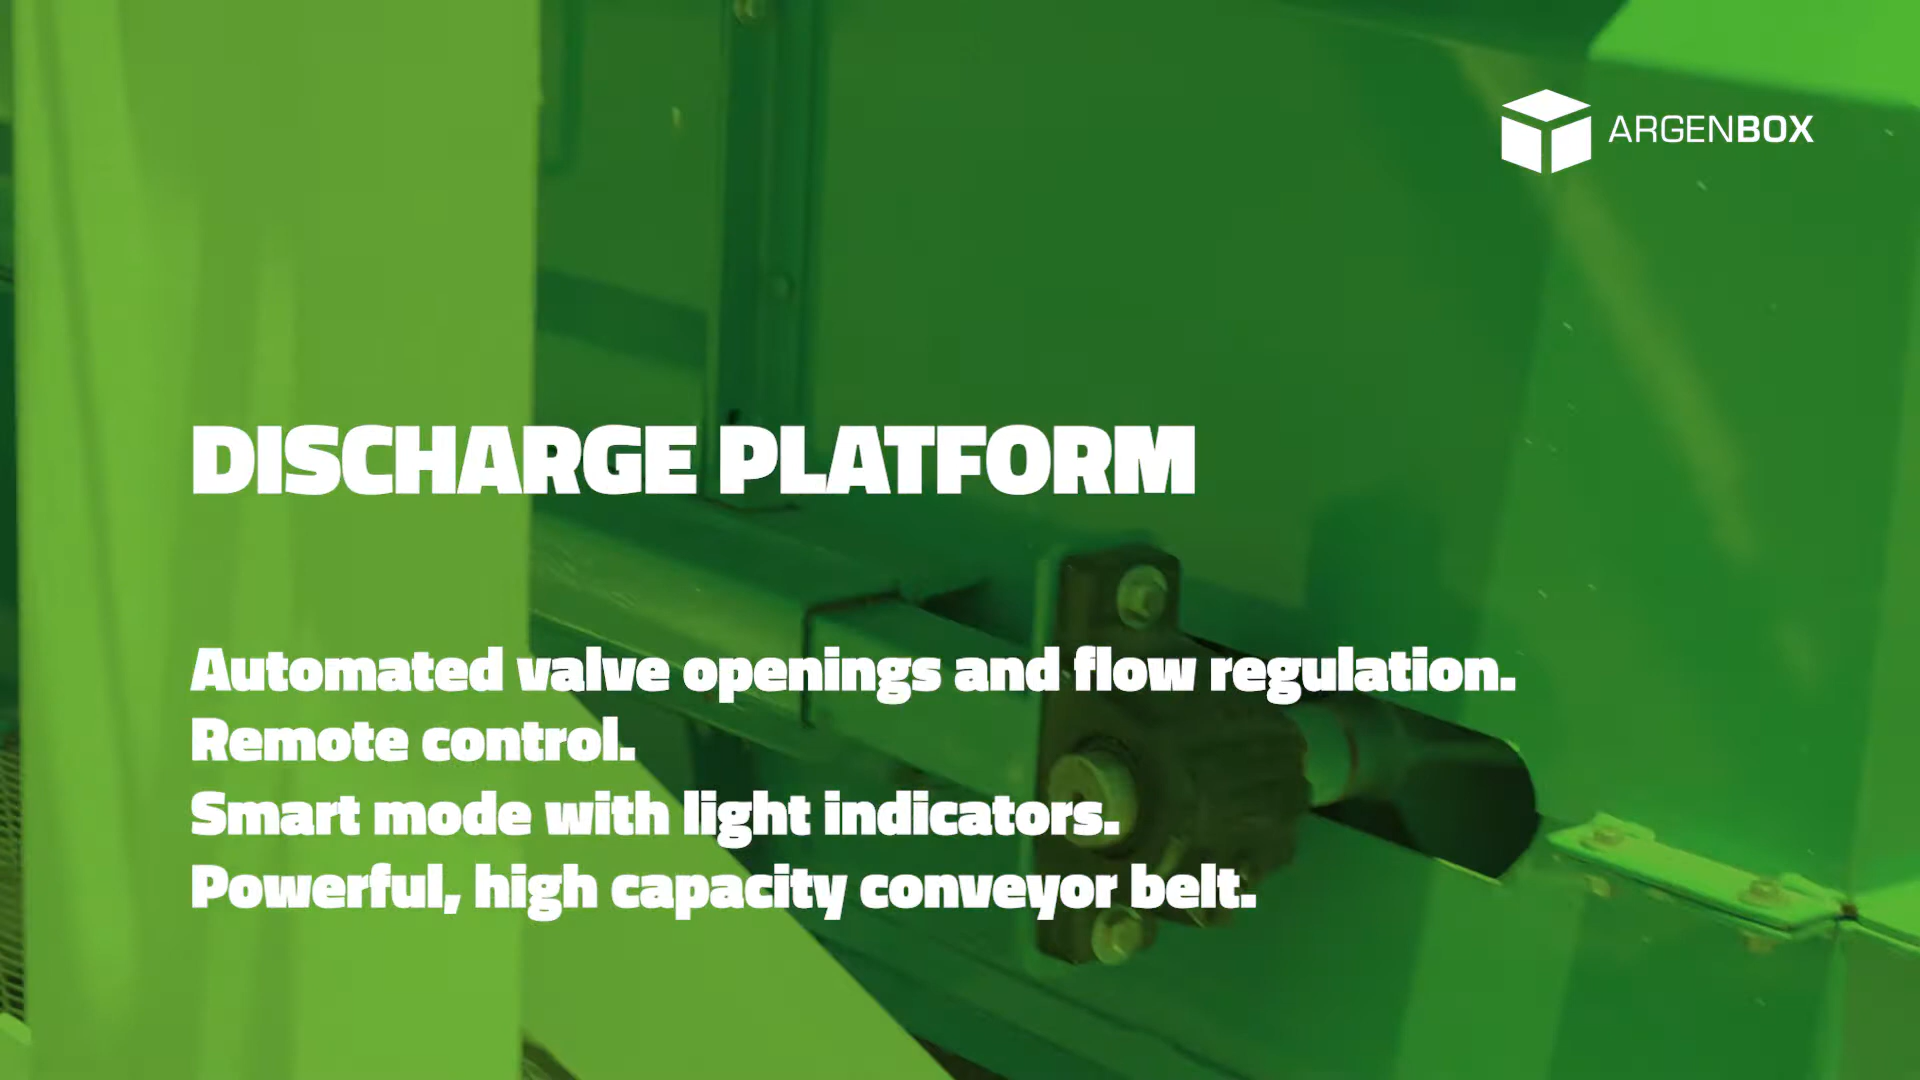 ARGENBOX
DISCHARGE PLATFORM
Automated valve openings and flow regulation.
Remote control.
Smart mode with light indicators.
Powerful, high capacity conveyor belt.